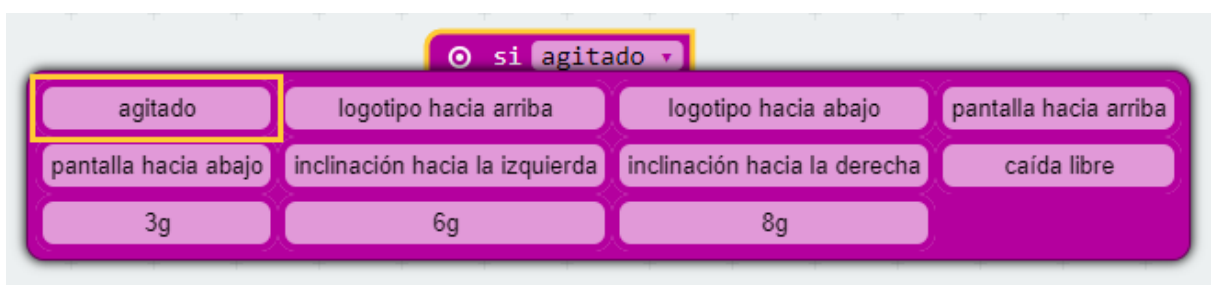 si agitado
agitado logotipo hacia arriba logotipo hacia abajo pantalla hacia arriba
pantalla hacia abajo inclinación hacia la izquierda inclinación hacia la derecha caída libre
3g 6g 8g